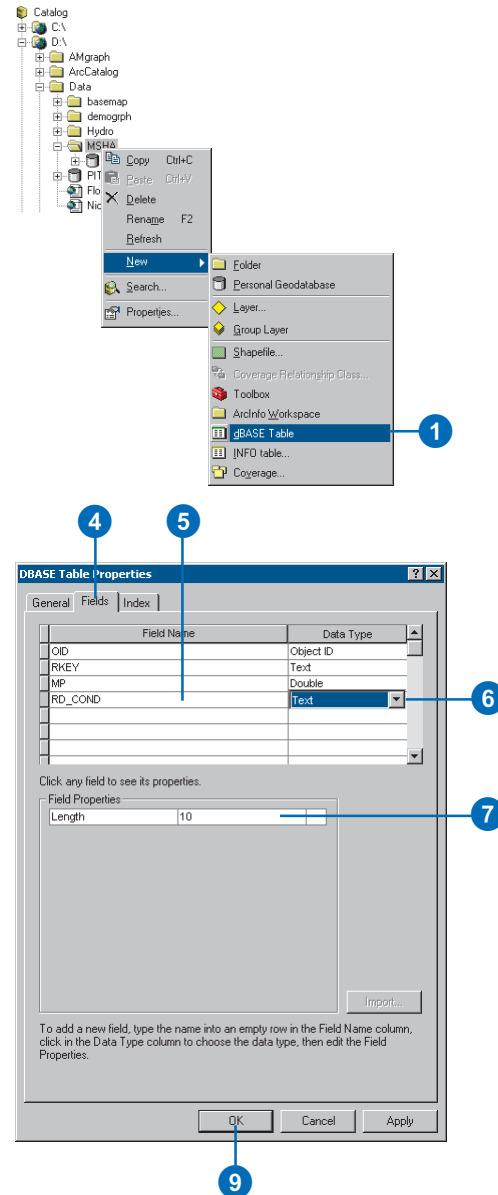 Catalog
C:\
D:\
AMgraph
ArcCatalog
Data
basemap
demogrph
Hydro
MSHA
PIT
Flo
Nic
Copy Ctrl+C
Paste Ctrl+V
Delete
Rename F2
Refresh
New
Search...
Properties...
Folder
Personal Geodatabase
Layer...
Group Layer
Shapefile...
Coverage Relationship Class...
Toolbox
ArcInfo Workspace
dBASE Table
INFO table...
Coverage...
1
4 5
DBASE Table Properties
General Fields Index
Field Name Data Type
OID Object ID
RKEY Text
MP Double
RD_COND Text
6
Click any field to see its properties.
Field Properties
Length 10
7
Import...
To add a new field, type the name into an empty row in the Field Name column,
click in the Data Type column to choose the data type, then edit the Field
Properties.
OK Cancel Apply
9